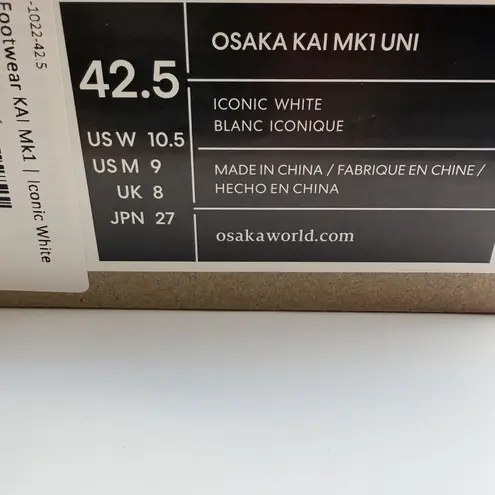 -1022-42.5
Footwear KAI Mk1 | Iconic White
42.5
US W 10.5
US M 9
UK 8
JPN 27
OSAKA KAI MK1 UNI
ICONIC WHITE
BLANC ICONIQUE
MADE IN CHINA / FABRIQUE EN CHINE /
HECHO EN CHINA
osakaworld.com